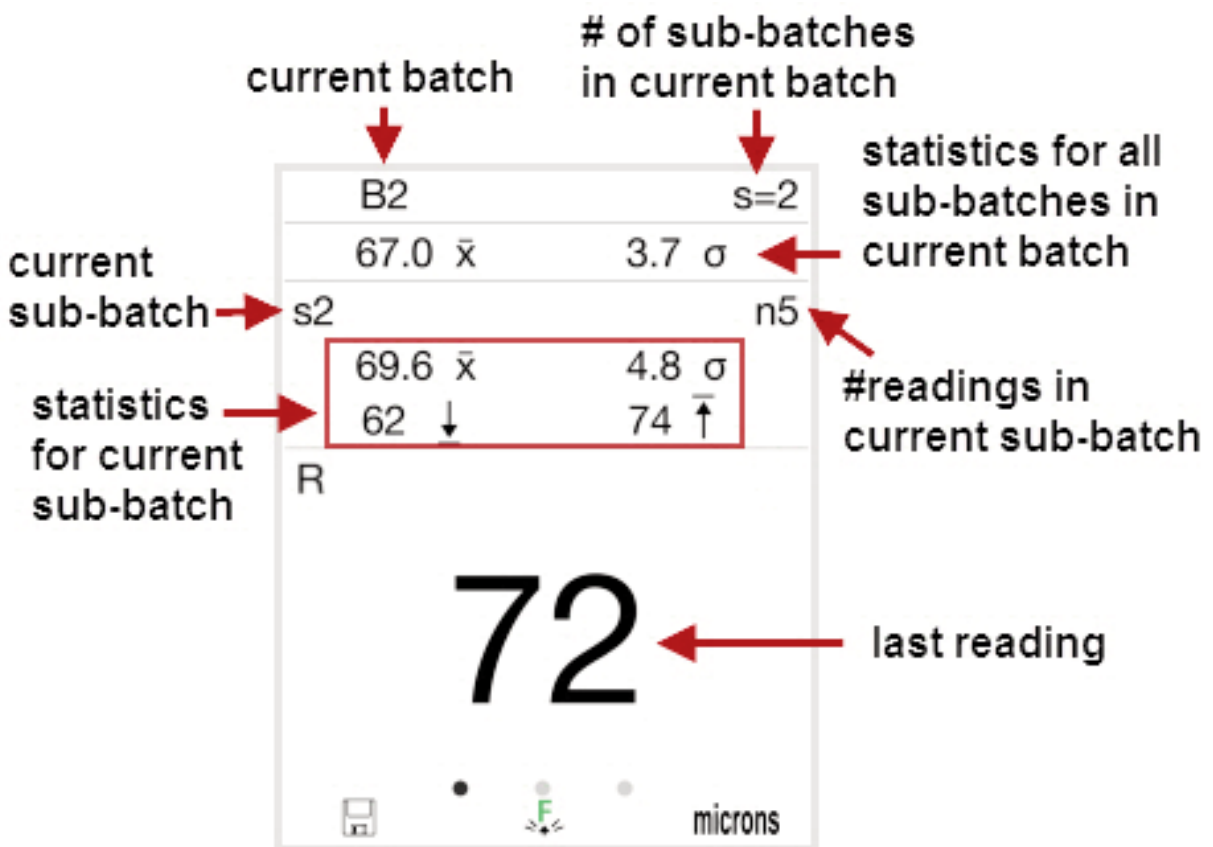 # of sub-batches
in current batch
current batch
statistics for all
sub-batches in
current batch
B2 s=2
67.0 x̄ 3.7 σ
current
sub-batch
s2 n5
69.6 x̄ 4.8 σ
62 ↓ 74 ↑
#readings in
current sub-batch
statistics
for current
sub-batch
R
72
last reading
F
microns